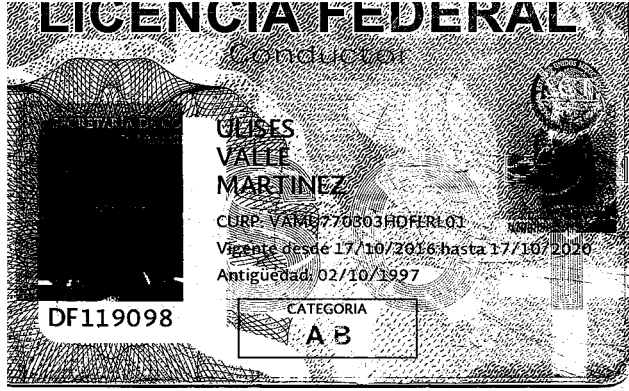 LICENCIA FEDERAL
Conductor
ULISES
VALLE
MARTINEZ
CURP: VAMU770303HDFLRL01
Vigente desde 17/10/2016 hasta 17/10/2020
Antigüedad: 02/10/1997
DF119098
CATEGORIA
A B